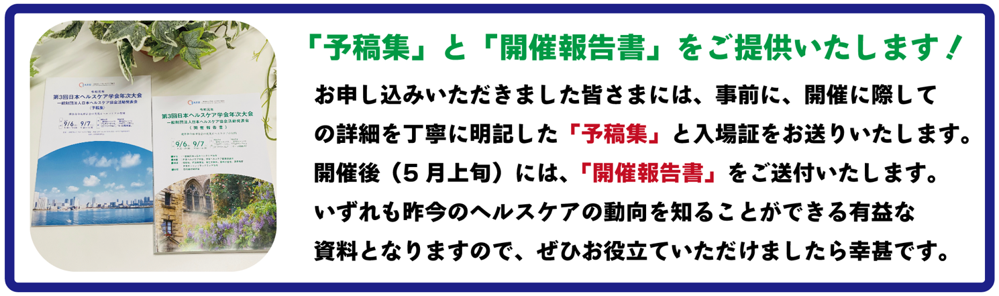 「予稿集」と「開催報告書」をご提供いたします！
お申し込みいただきました皆さまには、事前に、開催に際して
の詳細を丁寧に明記した「予稿集」と入場証をお送りいたします。
開催後（5月上旬）には、「開催報告書」をご送付いたします。
いずれも昨今のヘルスケアの動向を知ることができる有益な
資料となりますので、ぜひお役立ていただけましたら幸甚です。
JAHI
令和元年
第3回日本ヘルスケア学会年次大会
一般財団法人日本ヘルスケア協会活動発表会
（予稿集）
9/6 9/7
JAHI
令和元年
第3回日本ヘルスケア学会年次大会
一般財団法人日本ヘルスケア協会活動発表会
（開催報告書）
9/6 9/7